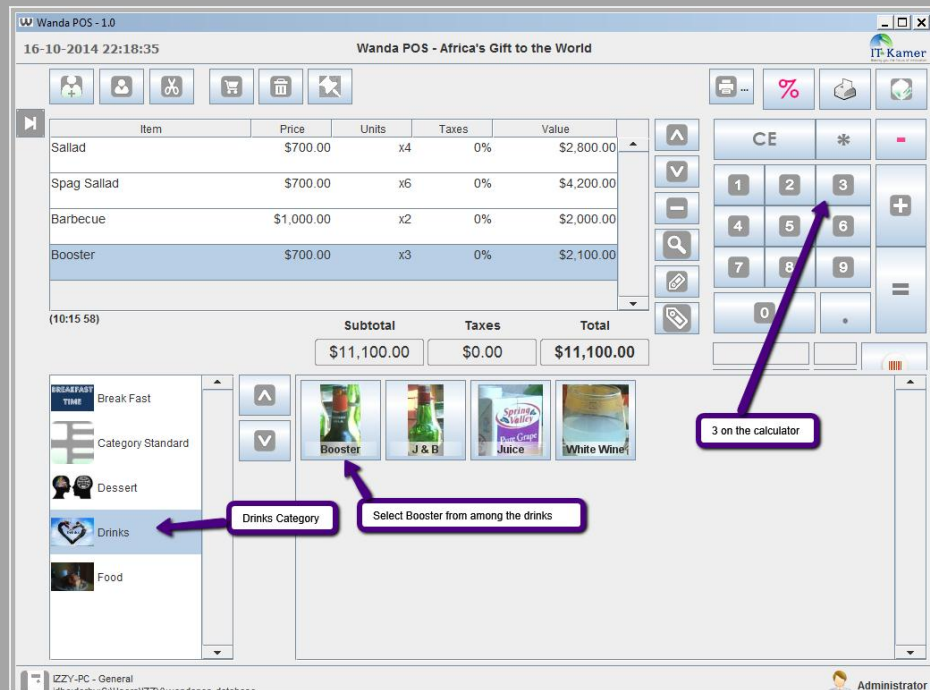 Wanda POS - 1.0
16-10-2014 22:18:35
Wanda POS - Africa's Gift to the World
IT-Kamer
%
...
CE
*
-
Item Price Units Taxes Value
Sallad $700.00 x4 0% $2,800.00
Spag Sallad $700.00 x6 0% $4,200.00
Barbecue $1,000.00 x2 0% $2,000.00
Booster $700.00 x3 0% $2,100.00
1 2 3
+
4 5 6
7 8 9
=
0 .
(10:15 58)
Subtotal Taxes Total
$11,100.00 $0.00 $11,100.00
BREAKFAST
TIME
Break Fast
Category Standard
Dessert
Drinks
Food
Spring
Valley
Pure Grape
Booster J & B Juice White Wine
3 on the calculator
Drinks Category
Select Booster from among the drinks
IZZY-PC - General
Administrator